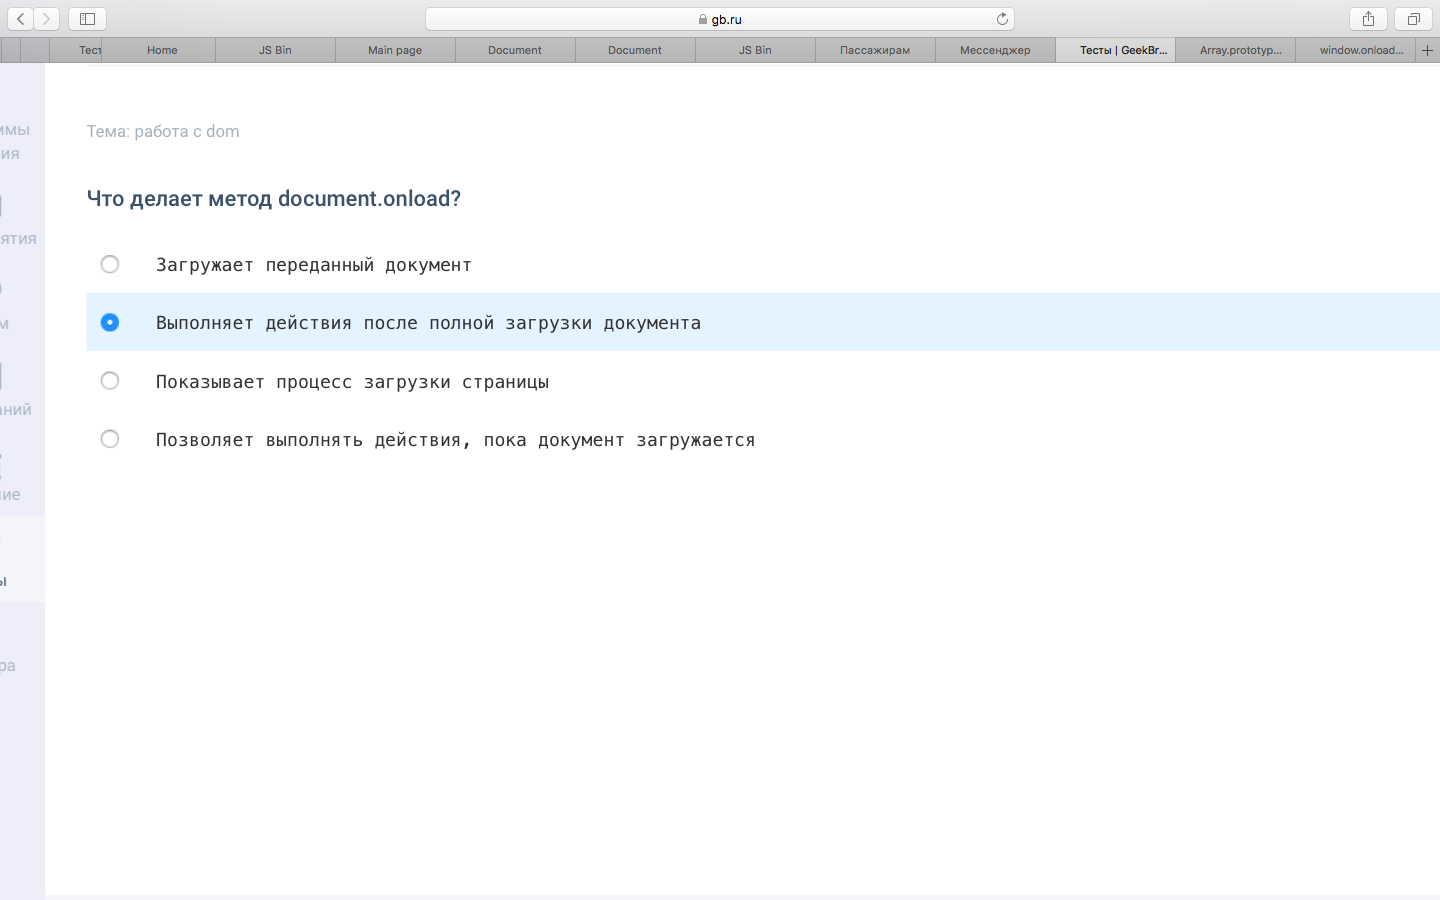 gb.ru
Тест
Home
JS Bin
Main page
Document
Document
JS Bin
Пассажирам
Мессенджер
Тесты | GeekBr...
Array.prototyp...
window.onload...
ммы
ия
ятия
м
аний
ие
ы
ра
Тема: работа с dom
Что делает метод document.onload?
Загружает переданный документ
Выполняет действия после полной загрузки документа
Показывает процесс загрузки страницы
Позволяет выполнять действия, пока документ загружается